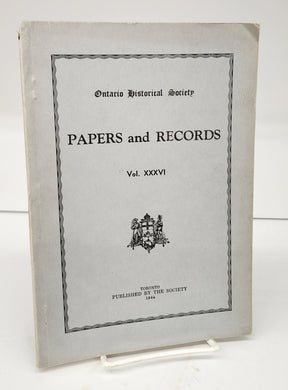 Ontario Historical Society
PAPERS and RECORDS
Vol. XXXVI
TORONTO
PUBLISHED BY THE SOCIETY
1944